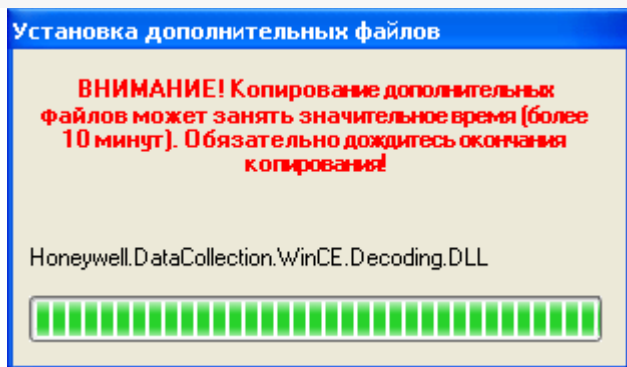 Установка дополнительных файлов
ВНИМАНИЕ! Копирование дополнительных
файлов может занять значительное время (более
10 минут). Обязательно дождитесь окончания
копирования!
Honeywell.DataCollection.WinCE.Decoding.DLL